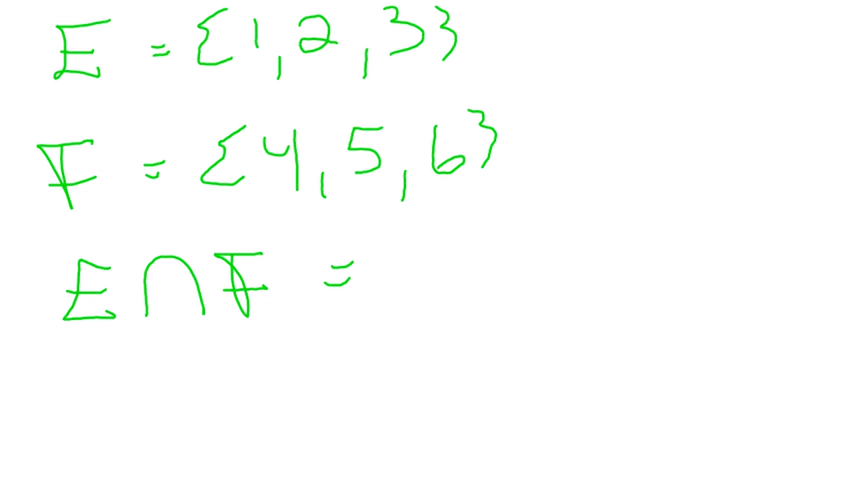 E = {1, 2, 3}
F = {4, 5, 6}
E ∩ F =